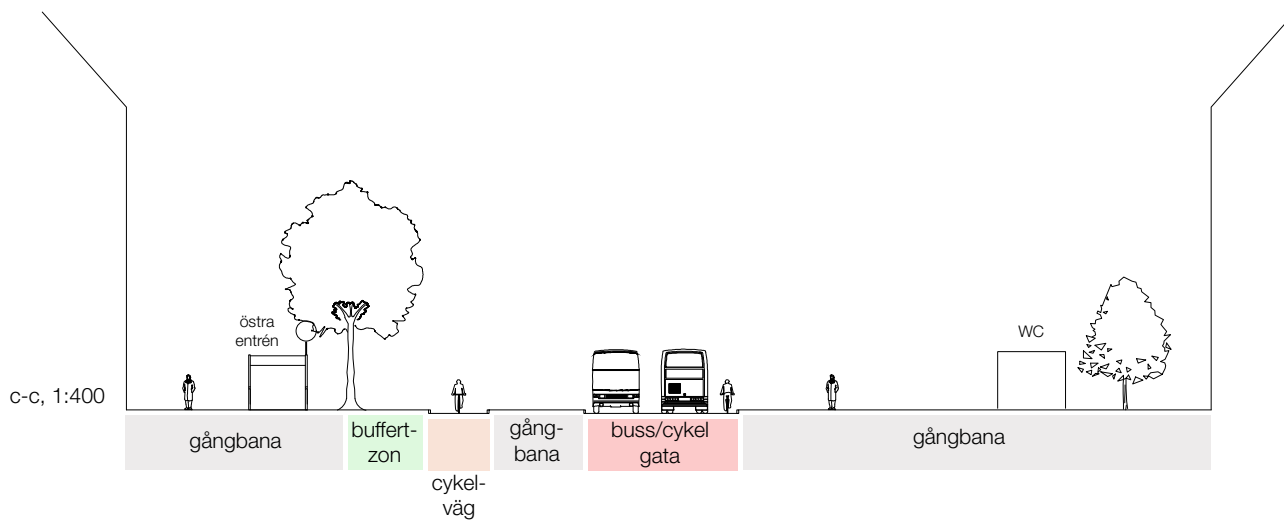 östra
entrén
WC
c-c, 1:400
gångbana
buffert-
zon
cykel-
väg
gång-
bana
buss/cykel
gata
gångbana